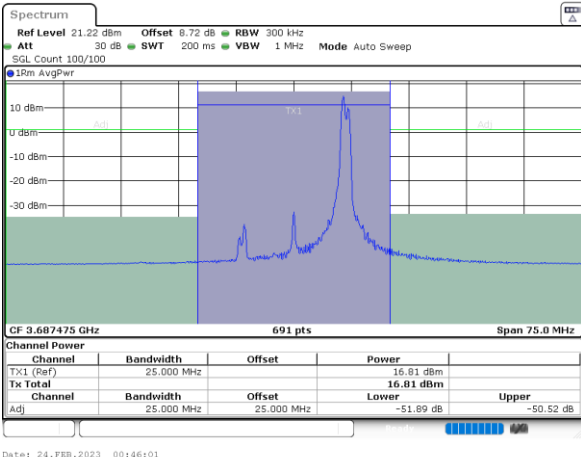 Spectrum
Ref Level 21.22 dBm Offset 8.72 dB RBW 300 kHz
Att 30 dB SWT 200 ms VBW 1 MHz Mode Auto Sweep
SGL Count 100/100
1Rm AvgPwr
10 dBm
TX1
Adj Adj
0 dBm
-10 dBm
-20 dBm
-30 dBm
CF 3.687475 GHz 691 pts Span 75.0 MHz
Channel Power
Channel Bandwidth Offset Power
TX1 (Ref) 25.000 MHz 16.81 dBm
Tx Total 16.81 dBm
Channel Bandwidth Offset Lower Upper
Adj 25.000 MHz 25.000 MHz -51.89 dB -50.52 dB
Ready
Date: 24.FEB.2023 00:46:01